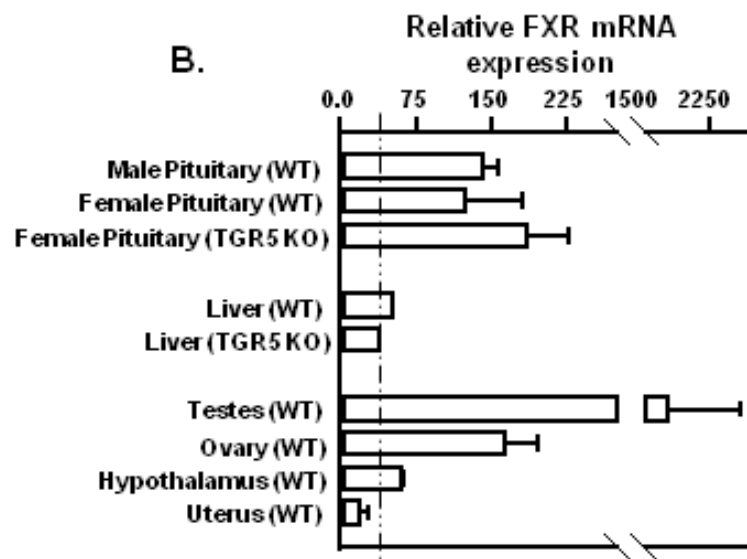 Relative FXR mRNA
B.
expression
0.0 75 150 225 1500 2250
Male Pituitary (WT)
Female Pituitary (WT)
Female Pituitary (TGR5 KO)
Liver (WT)
Liver (TGR5 KO)
Testes (WT)
Ovary (WT)
Hypothalamus (WT)
Uterus (WT)